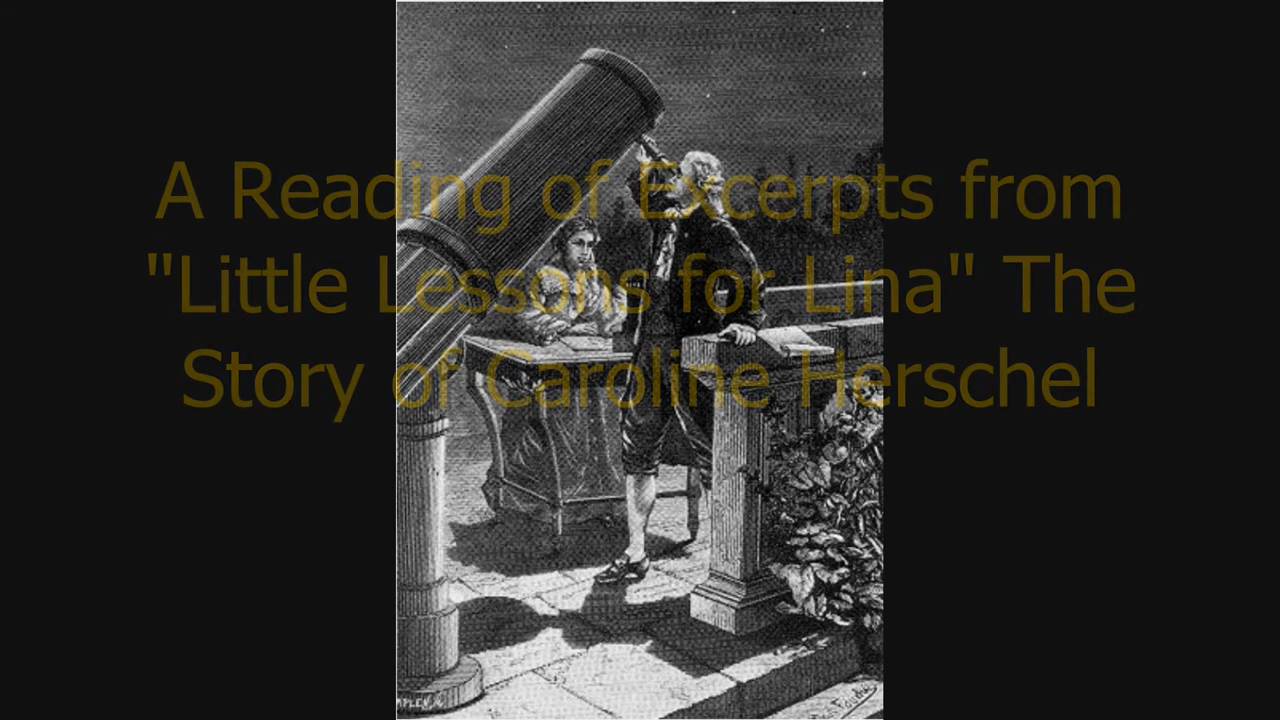 A Reading of Excerpts from
"Little Lessons for Lina" The
Story of Caroline Herschel